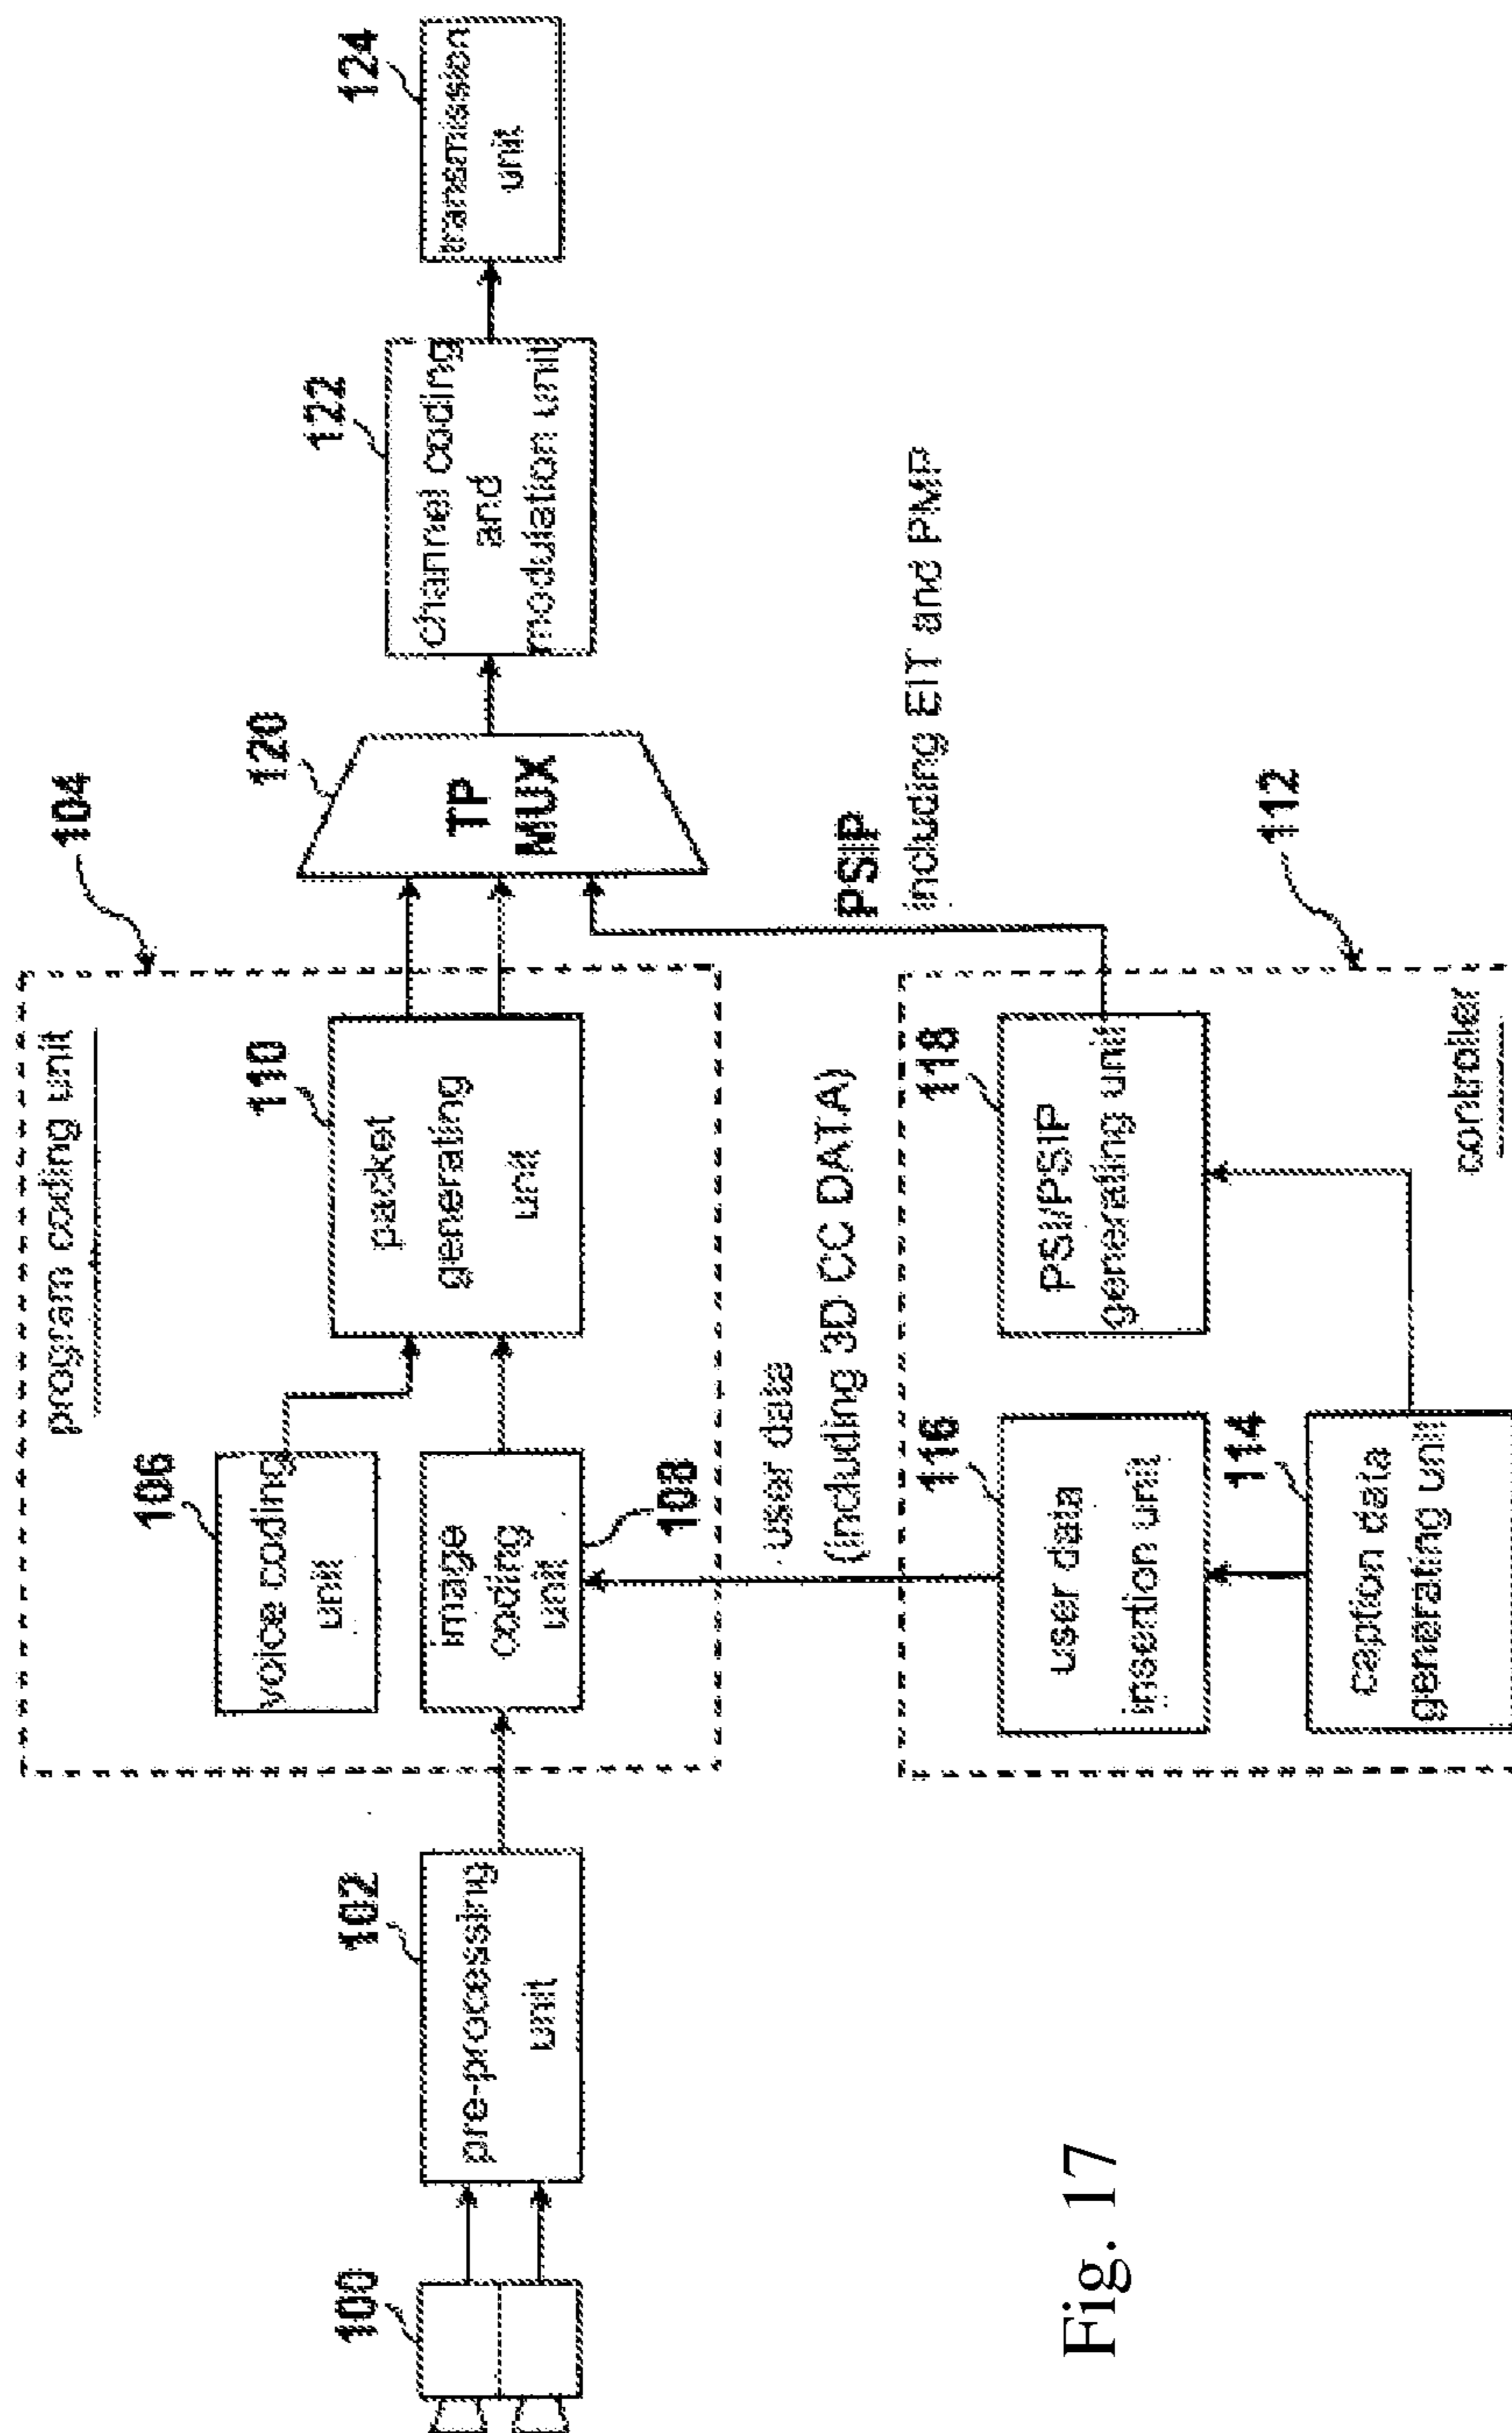 100
102
pre-processing
unit
104
program coding unit
106
voice coding
unit
image
coding
unit
108
110
packet
generating
unit
120
TP
MUX
122
channel coding
and
modulation unit
124
transmission
unit
user data
(including 3D CC DATA)
PSIP
including EIT and PMP
112
116
user data
insertion unit
114
caption data
generating unit
118
PSI/PSIP
generating unit
controller
Fig. 17